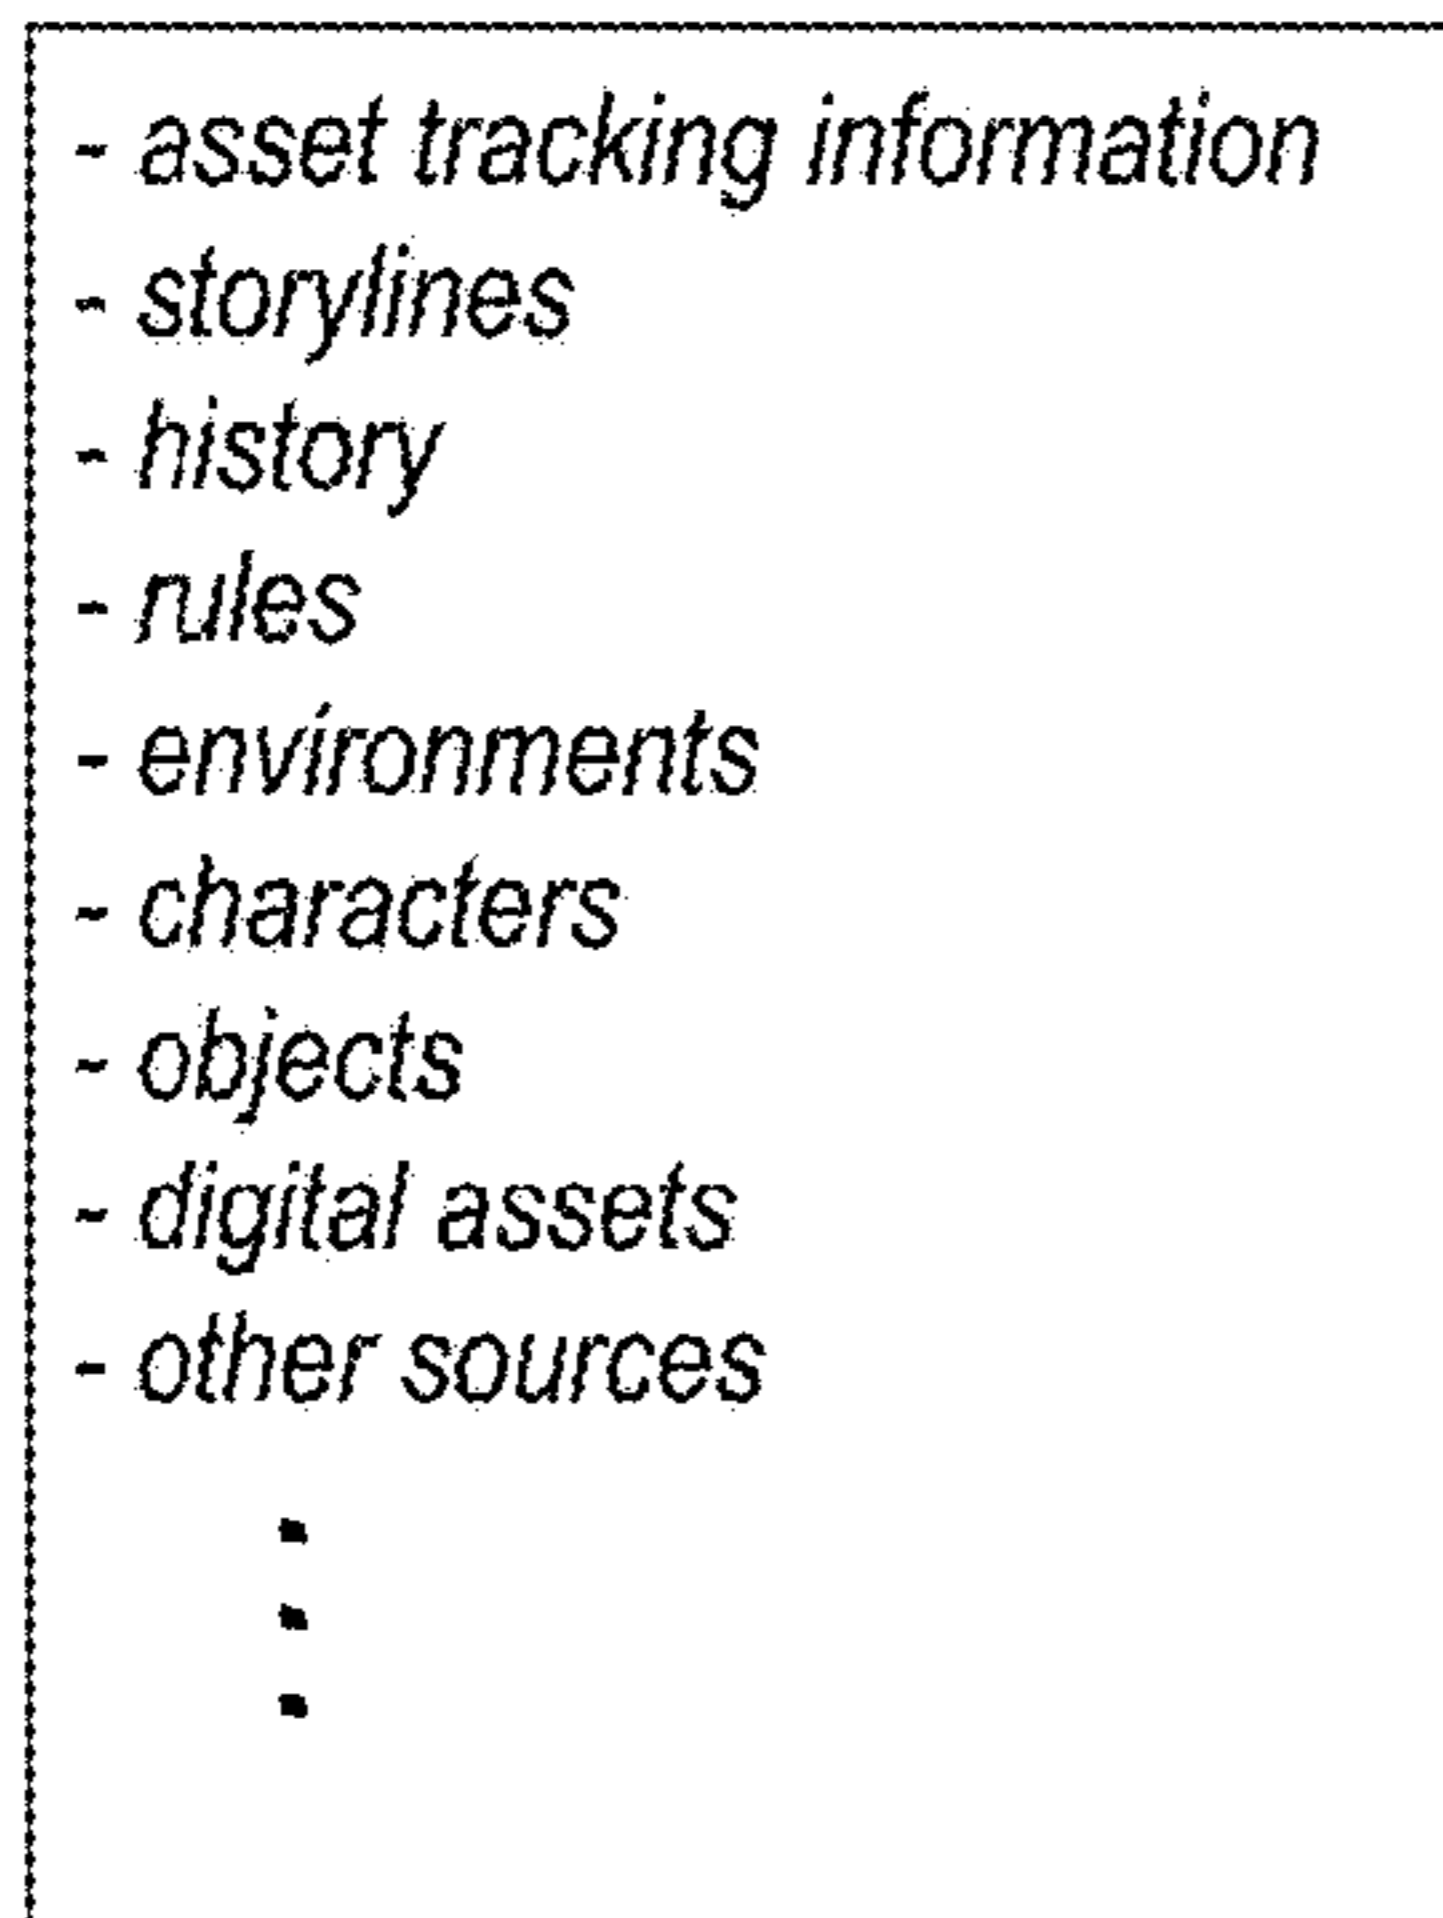 - asset tracking information
- storylines
- history
- rules
- environments
- characters
- objects
- digital assets
- other sources
.
.
.